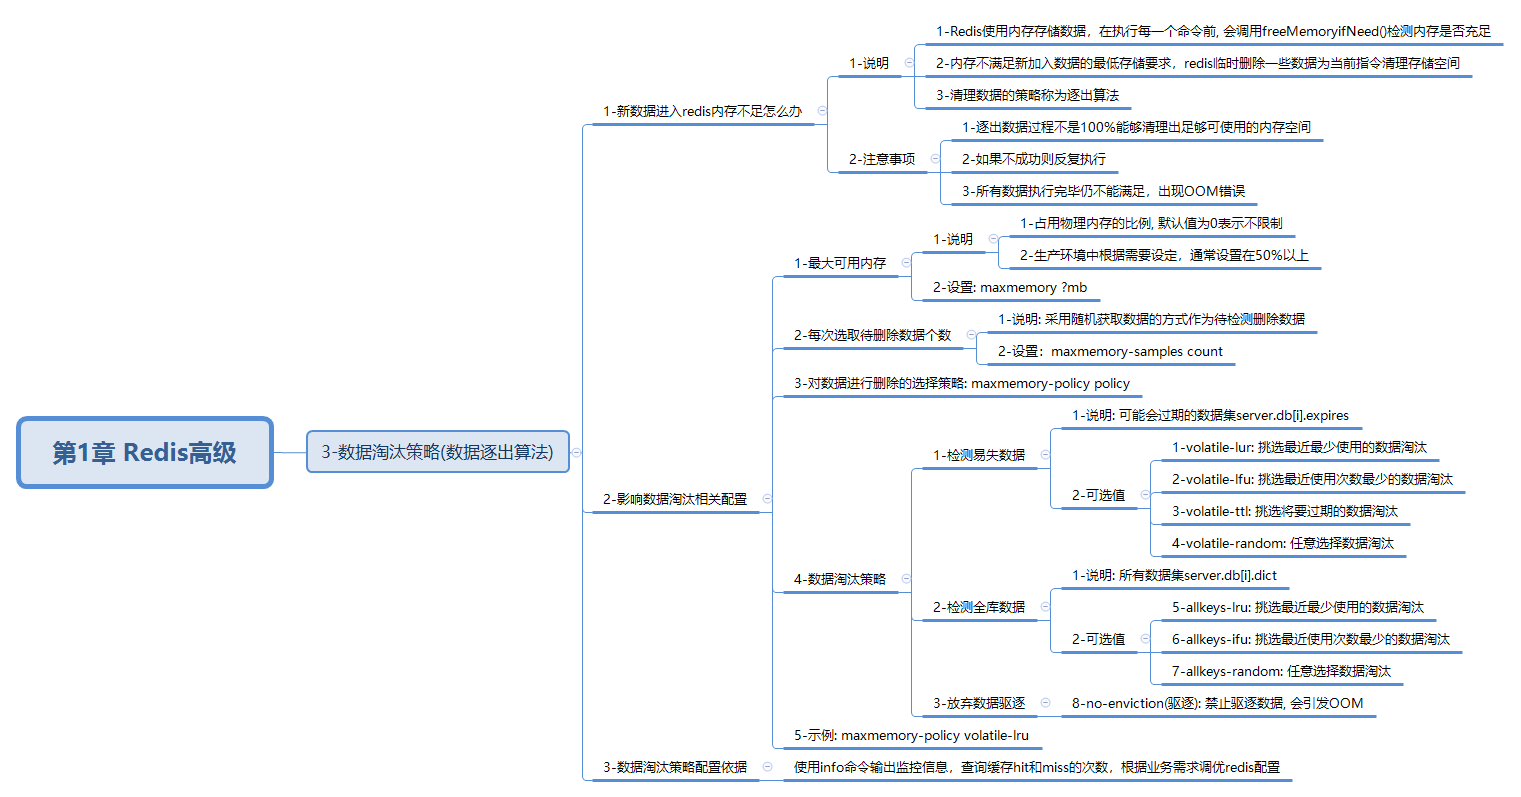 第1章 Redis高级
3-数据淘汰策略(数据逐出算法)
1-新数据进入redis内存不足怎么办
1-说明
1-Redis使用内存存储数据，在执行每一个命令前, 会调用freeMemoryifNeed()检测内存是否充足
2-内存不满足新加入数据的最低存储要求，redis临时删除一些数据为当前指令清理存储空间
3-清理数据的策略称为逐出算法
2-注意事项
1-逐出数据过程不是100%能够清理出足够可使用的内存空间
2-如果不成功则反复执行
3-所有数据执行完毕仍不能满足，出现OOM错误
2-影响数据淘汰相关配置
1-最大可用内存
1-说明
1-占用物理内存的比例, 默认值为0表示不限制
2-生产环境中根据需要设定，通常设置在50%以上
2-设置: maxmemory ?mb
2-每次选取待删除数据个数
1-说明: 采用随机获取数据的方式作为待检测删除数据
2-设置：maxmemory-samples count
3-对数据进行删除的选择策略: maxmemory-policy policy
4-数据淘汰策略
1-检测易失数据
1-说明: 可能会过期的数据集server.db[i].expires
2-可选值
1-volatile-lur: 挑选最近最少使用的数据淘汰
2-volatile-lfu: 挑选最近使用次数最少的数据淘汰
3-volatile-ttl: 挑选将要过期的数据淘汰
4-volatile-random: 任意选择数据淘汰
2-检测全库数据
1-说明: 所有数据集server.db[i].dict
2-可选值
5-allkeys-lru: 挑选最近最少使用的数据淘汰
6-allkeys-ifu: 挑选最近使用次数最少的数据淘汰
7-allkeys-random: 任意选择数据淘汰
3-放弃数据驱逐
8-no-enviction(驱逐): 禁止驱逐数据, 会引发OOM
5-示例: maxmemory-policy volatile-lru
3-数据淘汰策略配置依据
使用info命令输出监控信息，查询缓存hit和miss的次数，根据业务需求调优redis配置